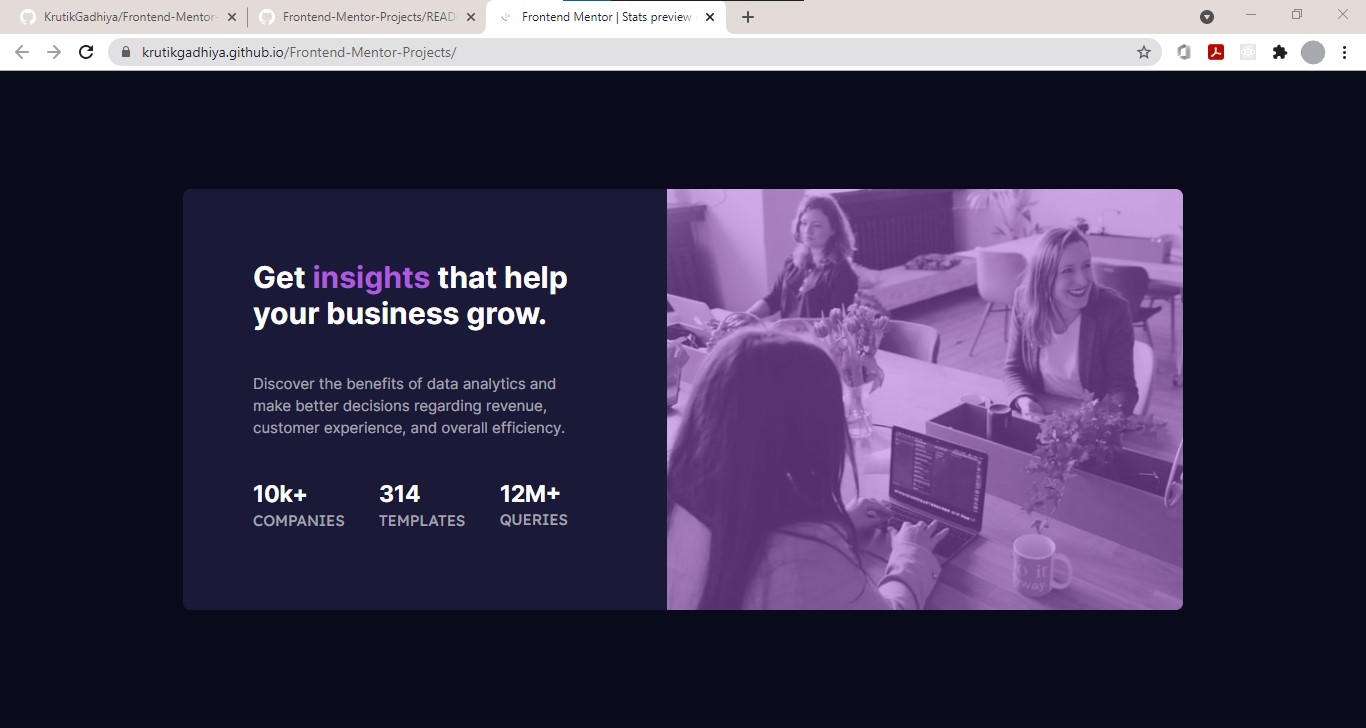 KrutikGadhiya/Frontend-Mentor-
Frontend-Mentor-Projects/READ
Frontend Mentor | Stats preview
krutikgadhiya.github.io/Frontend-Mentor-Projects/
Get insights that help
your business grow.
Discover the benefits of data analytics and
make better decisions regarding revenue,
customer experience, and overall efficiency.
10k+ 314 12M+
COMPANIES TEMPLATES QUERIES